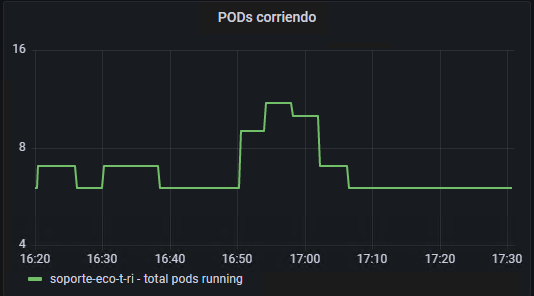 PODs corriendo
16
8
4
16:20 16:30 16:40 16:50 17:00 17:10 17:20 17:30
soporte-eco-t-ri - total pods running